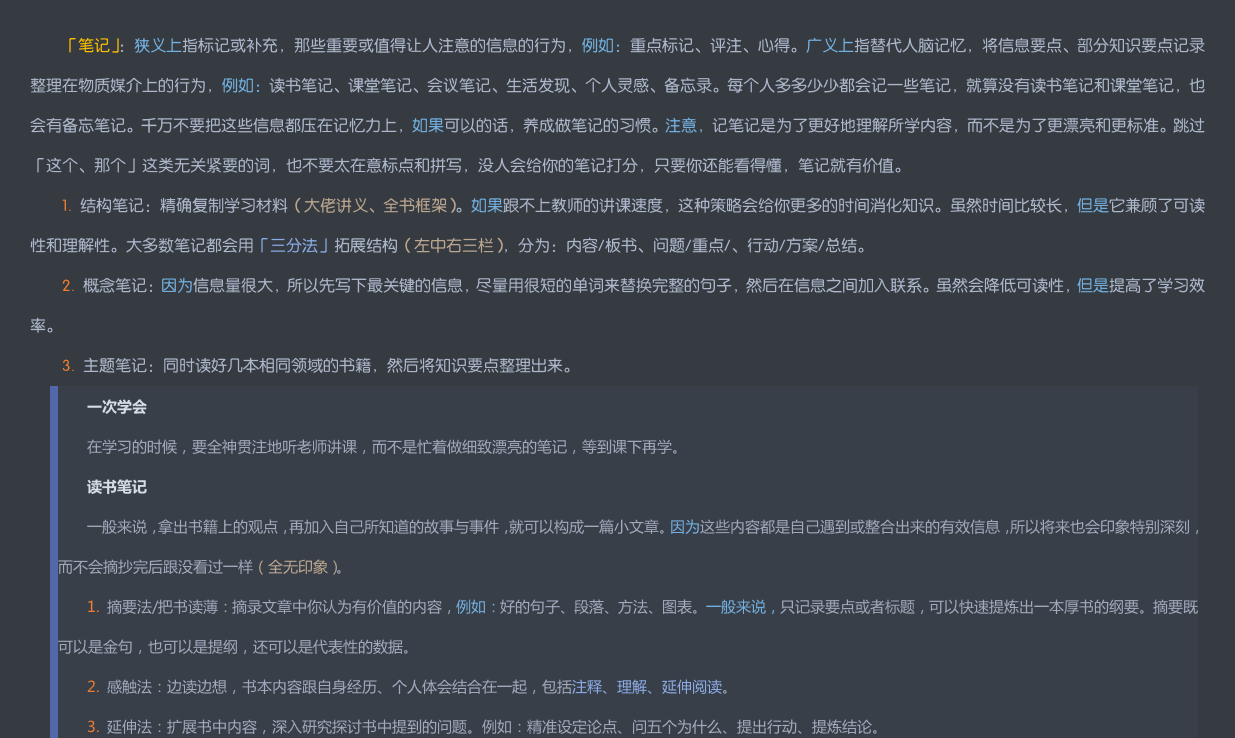 「笔记」：狭义上指标记或补充，那些重要或值得让人注意的信息的行为，例如：重点标记、评注、心得。广义上指替代人脑记忆，将信息要点、部分知识要点记录
整理在物质媒介上的行为，例如：读书笔记、课堂笔记、会议笔记、生活发现、个人灵感、备忘录。每个人多多少少都会记一些笔记，就算没有读书笔记和课堂笔记，也
会有备忘笔记。千万不要把这些信息都压在记忆力上，如果可以的话，养成做笔记的习惯。注意，记笔记是为了更好地理解所学内容，而不是为了更漂亮和更标准。跳过
「这个、那个」这类无关紧要的词，也不要太在意标点和拼写，没人会给你的笔记打分，只要你还能看得懂，笔记就有价值。
1. 结构笔记：精确复制学习材料（大佬讲义、全书框架）。如果跟不上教师的讲课速度，这种策略会给你更多的时间消化知识。虽然时间比较长，但是它兼顾了可读
性和理解性。大多数笔记都会用「三分法」拓展结构（左中右三栏），分为：内容/板书、问题/重点/、行动/方案/总结。
2. 概念笔记：因为信息量很大，所以先写下最关键的信息，尽量用很短的单词来替换完整的句子，然后在信息之间加入联系。虽然会降低可读性，但是提高了学习效
率。
3. 主题笔记：同时读好几本相同领域的书籍，然后将知识要点整理出来。
一次学会
在学习的时候，要全神贯注地听老师讲课，而不是忙着做细致漂亮的笔记，等到课下再学。
读书笔记
一般来说，拿出书籍上的观点，再加入自己所知道的故事与事件，就可以构成一篇小文章。因为这些内容都是自己遇到或整合出来的有效信息，所以将来也会印象特别深刻，
而不会摘抄完后跟没看过一样（全无印象）。
1. 摘要法/把书读薄：摘录文章中你认为有价值的内容，例如：好的句子、段落、方法、图表。一般来说，只记录要点或者标题，可以快速提炼出一本厚书的纲要。摘要既
可以是金句，也可以是提纲，还可以是代表性的数据。
2. 感触法：边读边想，书本内容跟自身经历、个人体会结合在一起，包括注释、理解、延伸阅读。
3. 延伸法：扩展书中内容，深入研究探讨书中提到的问题。例如：精准设定论点、问五个为什么、提出行动、提炼结论。